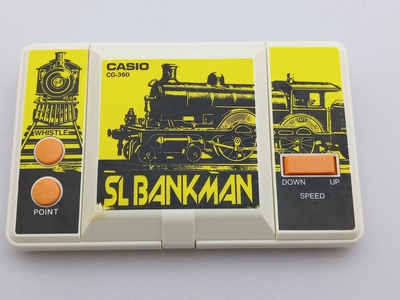 CASIO
CG-360
WHISTLE
POINT
SL BANKMAN
DOWN UP
SPEED